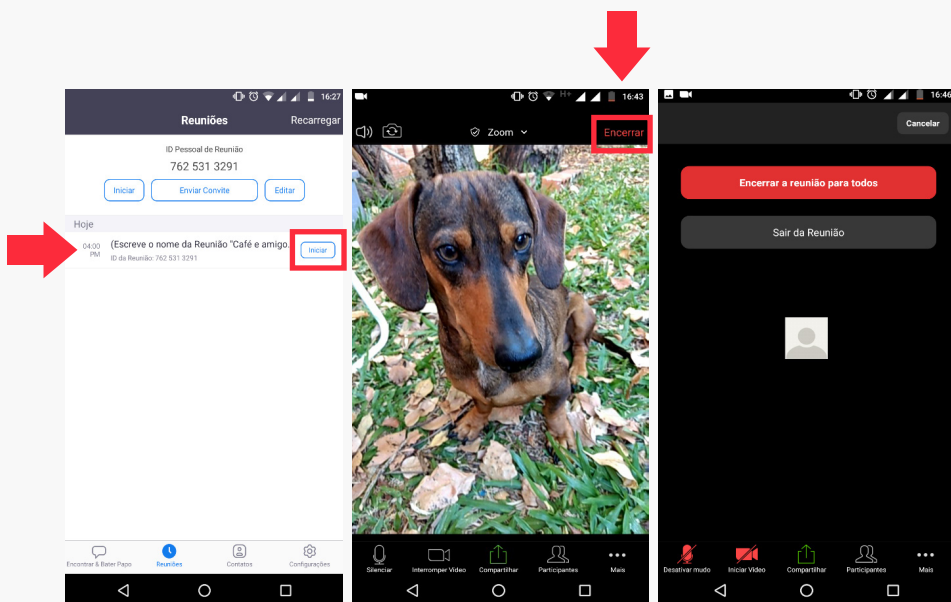 16:27
Reuniões
Recarregar
ID Pessoal de Reunião
762 531 3291
Iniciar
Enviar Convite
Editar
Hoje
04:00 PM
(Escreve o nome da Reunião "Café e amigo.
Iniciar
ID da Reunião: 762 531 3291
Encontrar & Bater Papo
Reuniões
Contatos
Configurações
H+
16:43
Zoom
Encerrar
Silenciar
Interromper Vídeo
Compartilhar
Participantes
Mais
16:46
Cancelar
Encerrar a reunião para todos
Sair da Reunião
Desativar mudo
Iniciar Vídeo
Compartilhar
Participantes
Mais